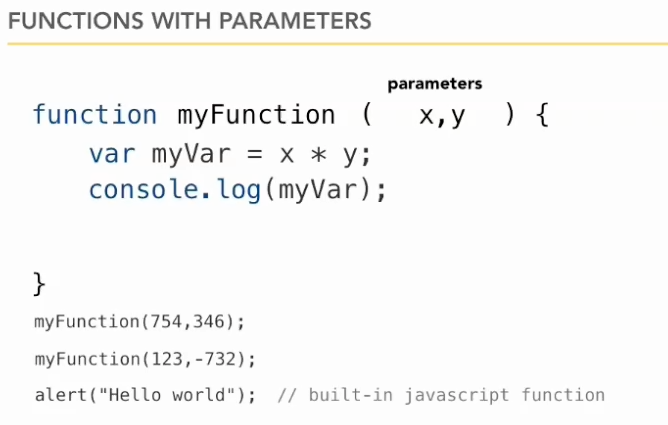 FUNCTIONS WITH PARAMETERS
parameters
function myFunction ( x,y ) {
var myVar = x * y;
console.log(myVar);
}
myFunction(754,346);
myFunction(123,-732);
alert("Hello world"); // built-in javascript function